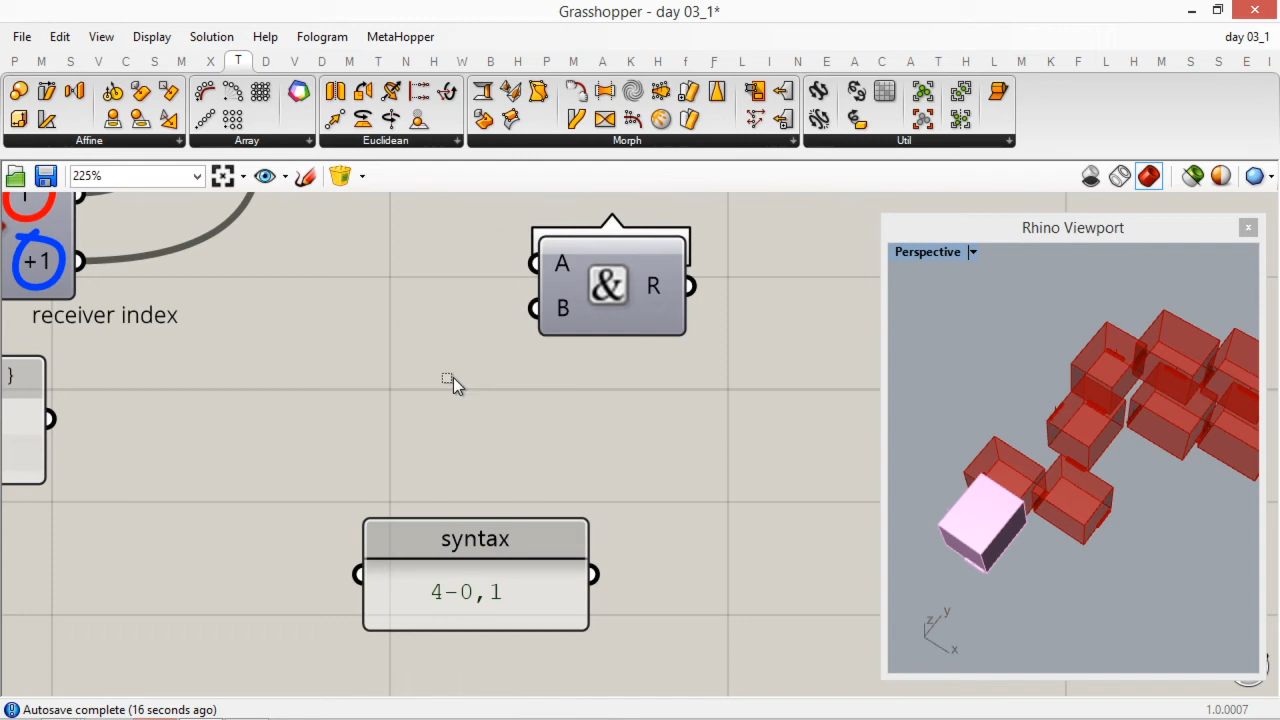 Grasshopper - day 03_1*
File Edit View Display Solution Help Fologram MetaHopper day 03_1
P M S V C S M X T D V C D M T N H W B H P M A K H F F N L I M E A D T H I X M S S V G H E I
Affine Array Euclidean Morph Util
225%
Rhino Viewport
Perspective
+1
receiver index
}
A
B
&
R
syntax
4-0,1
z
y
x
Autosave complete (16 seconds ago)
1.0.0007